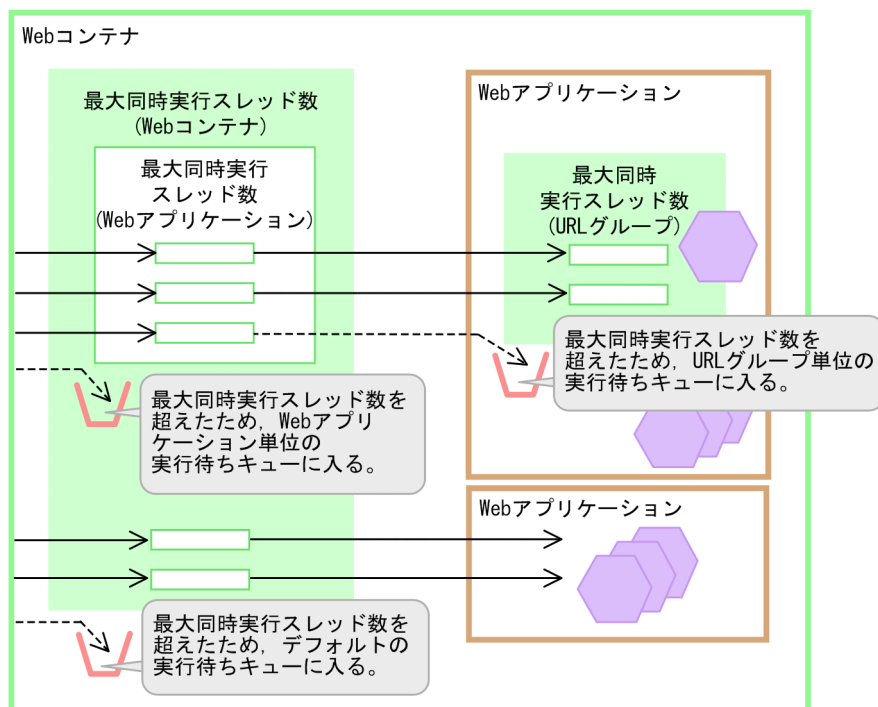 Webコンテナ
最大同時実行スレッド数
(Webコンテナ)
最大同時実行
スレッド数
(Webアプリケーション)
Webアプリケーション
最大同時
実行スレッド数
(URLグループ)
最大同時実行スレッド数を
超えたため，URLグループ単位の
実行待ちキューに入る。
最大同時実行スレッド数を
超えたため，Webアプリ
ケーション単位の
実行待ちキューに入る。
Webアプリケーション
最大同時実行スレッド数を
超えたため，デフォルトの
実行待ちキューに入る。